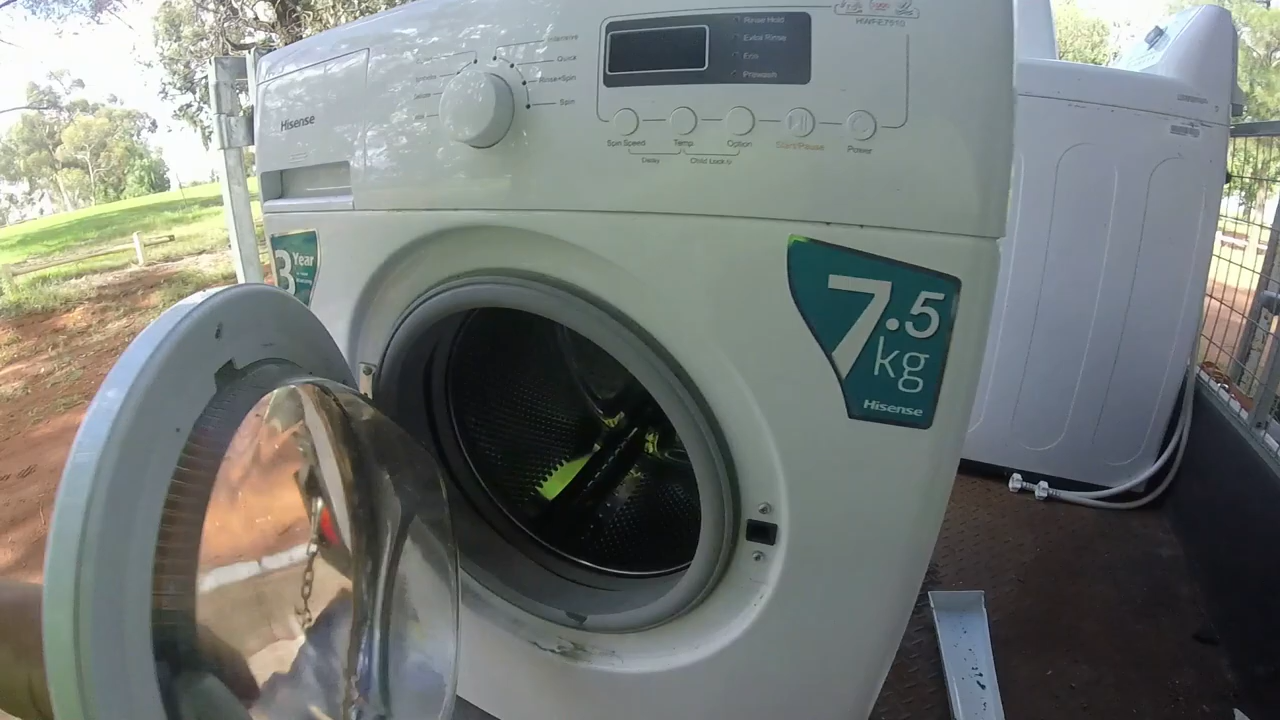 Rinse Hold
HWFE7510
Intensive
Extra Rinse
Quick
Eco
Rinse+Spin
Prewash
Spin
Hisense
Spin Speed
Temp.
Option
Start/Pause
Power
Delay
Child Lock
3 Year
7.5
kg
Hisense